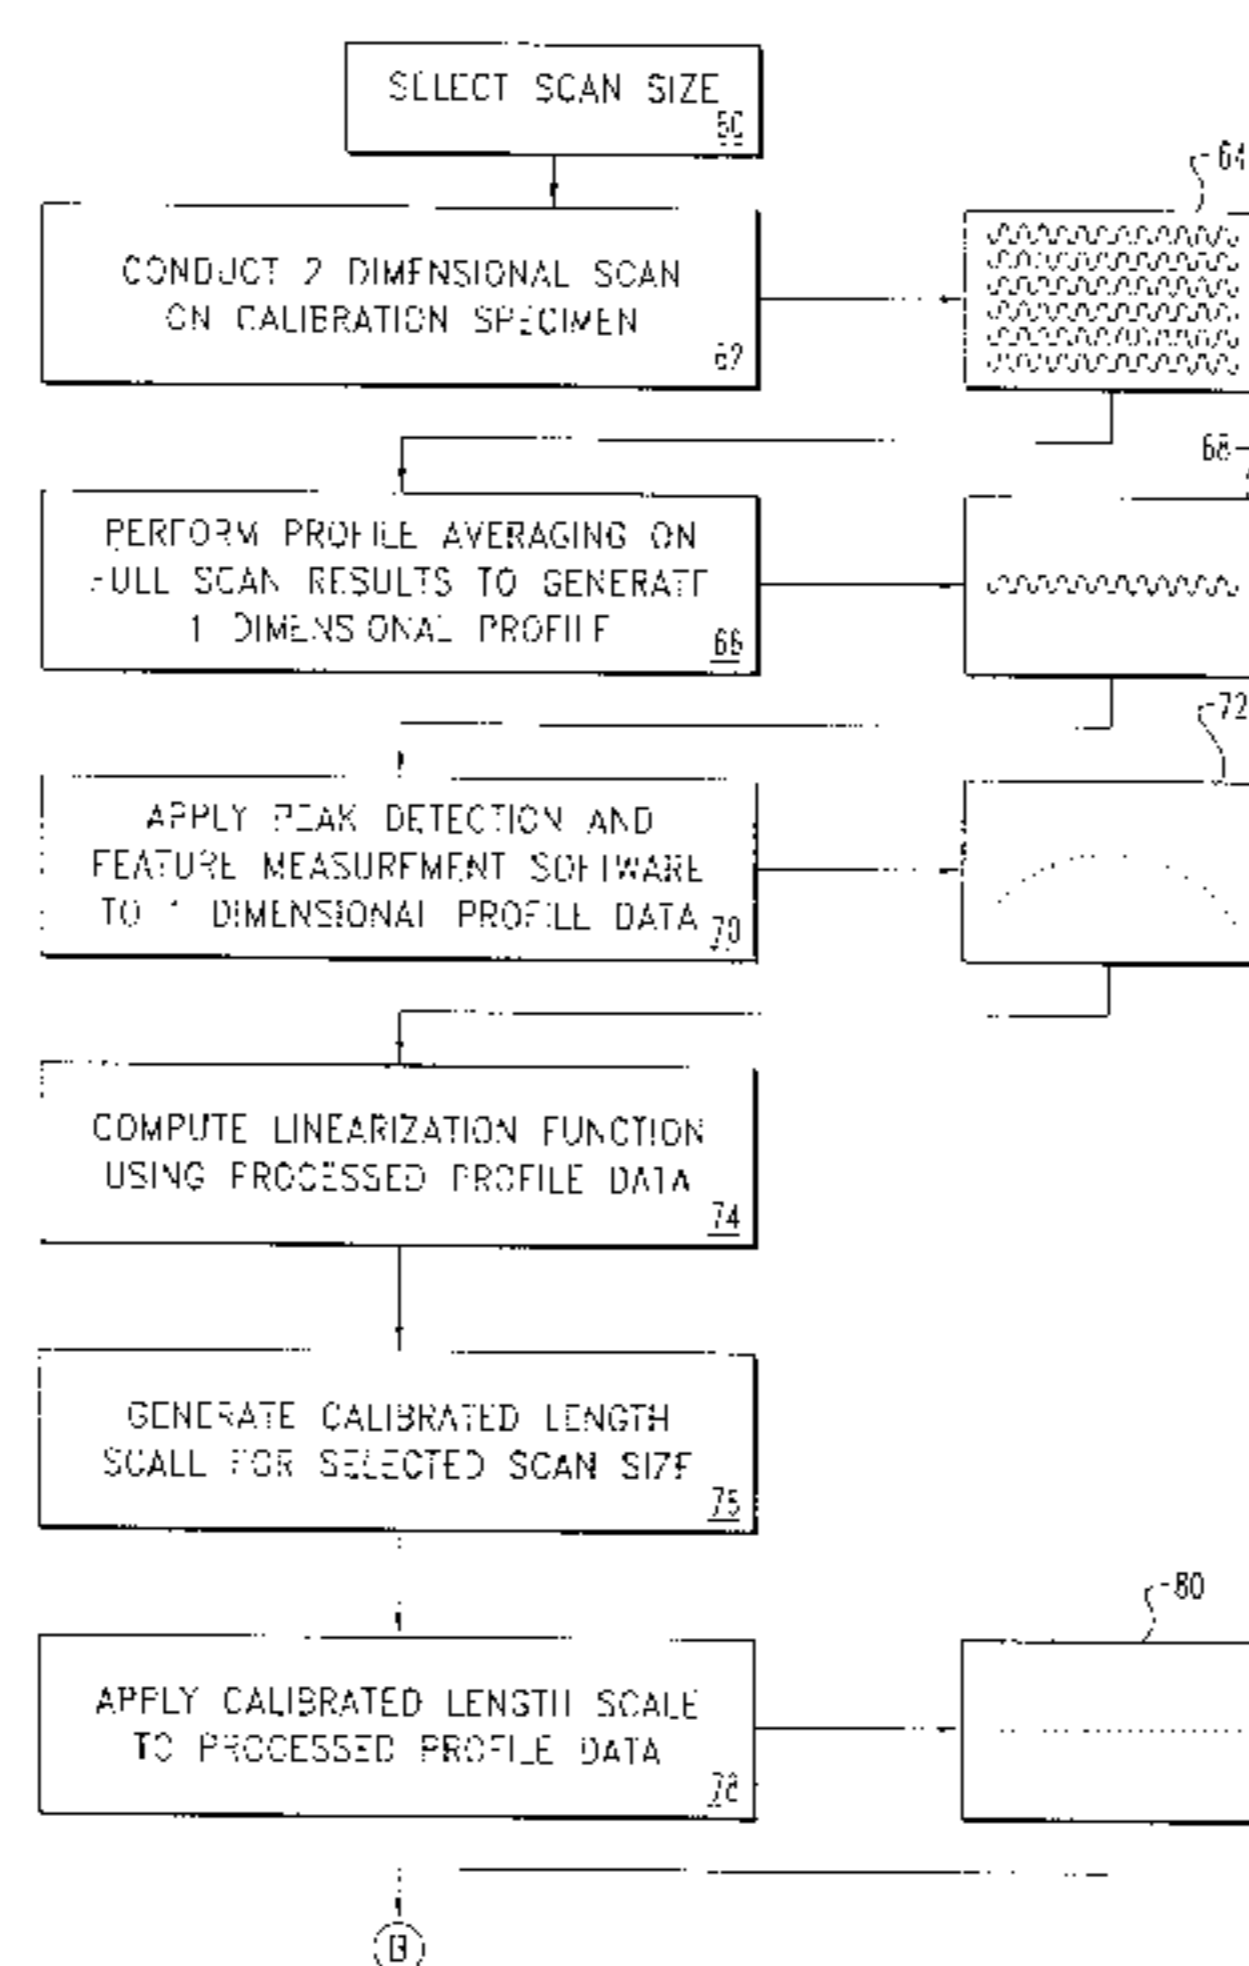 SELECT SCAN SIZE
60
64
CONDUCT 2 DIMENSIONAL SCAN
ON CALIBRATION SPECIMEN
62
68
PERFORM PROFILE AVERAGING ON
FULL SCAN RESULTS TO GENERATE
1 DIMENSIONAL PROFILE
66
72
APPLY PEAK DETECTION AND
FEATURE MEASUREMENT SOFTWARE
TO 1 DIMENSIONAL PROFILE DATA
70
COMPUTE LINEARIZATION FUNCTION
USING PROCESSED PROFILE DATA
74
GENERATE CALIBRATED LENGTH
SCALE FOR SELECTED SCAN SIZE
76
80
APPLY CALIBRATED LENGTH SCALE
TO PROCESSED PROFILE DATA
78